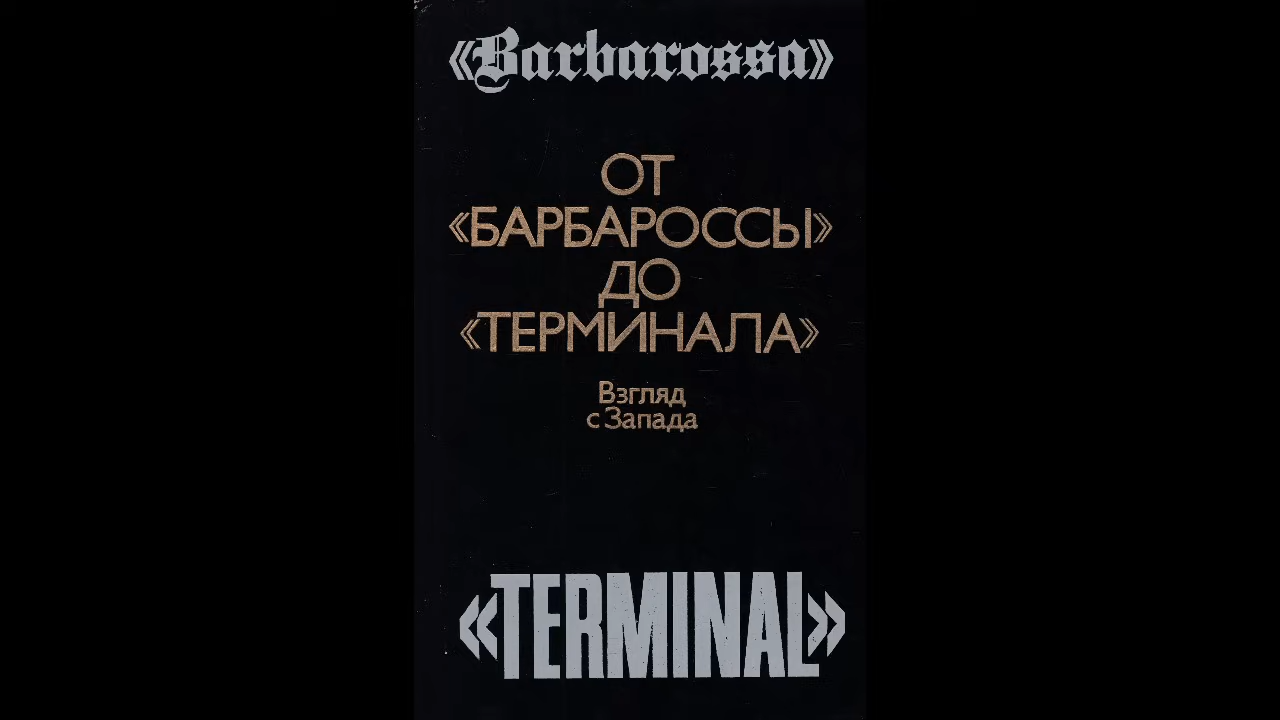 «Barbarossa»
ОТ
«БАРБАРОССЫ»
ДО
«ТЕРМИНАЛА»
Взгляд
с Запада
«TERMINAL»